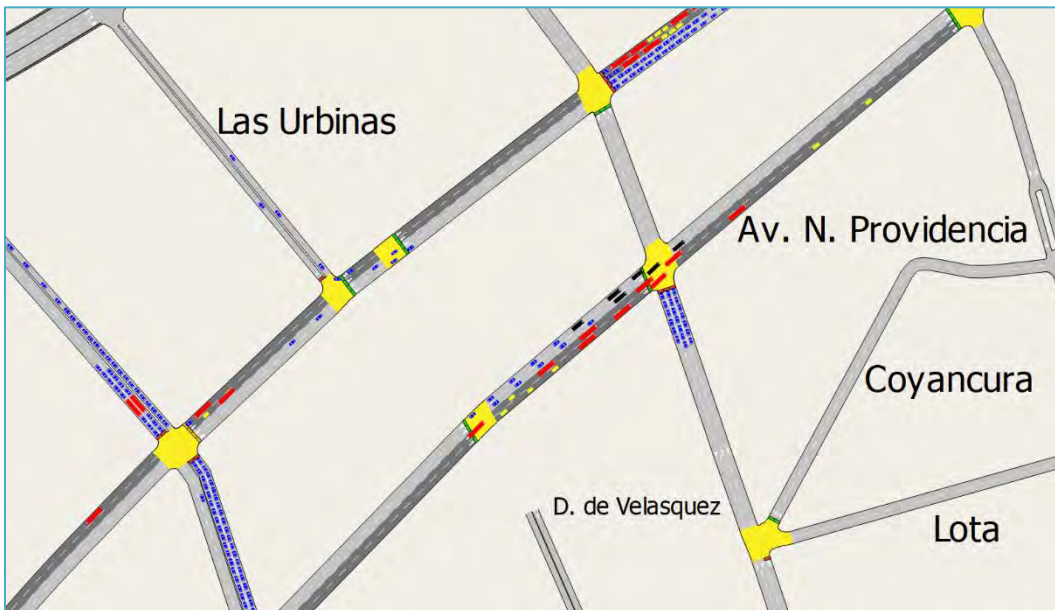 Las Urbinas
Av. N. Providencia
Coyancura
D. de Velasquez
Lota